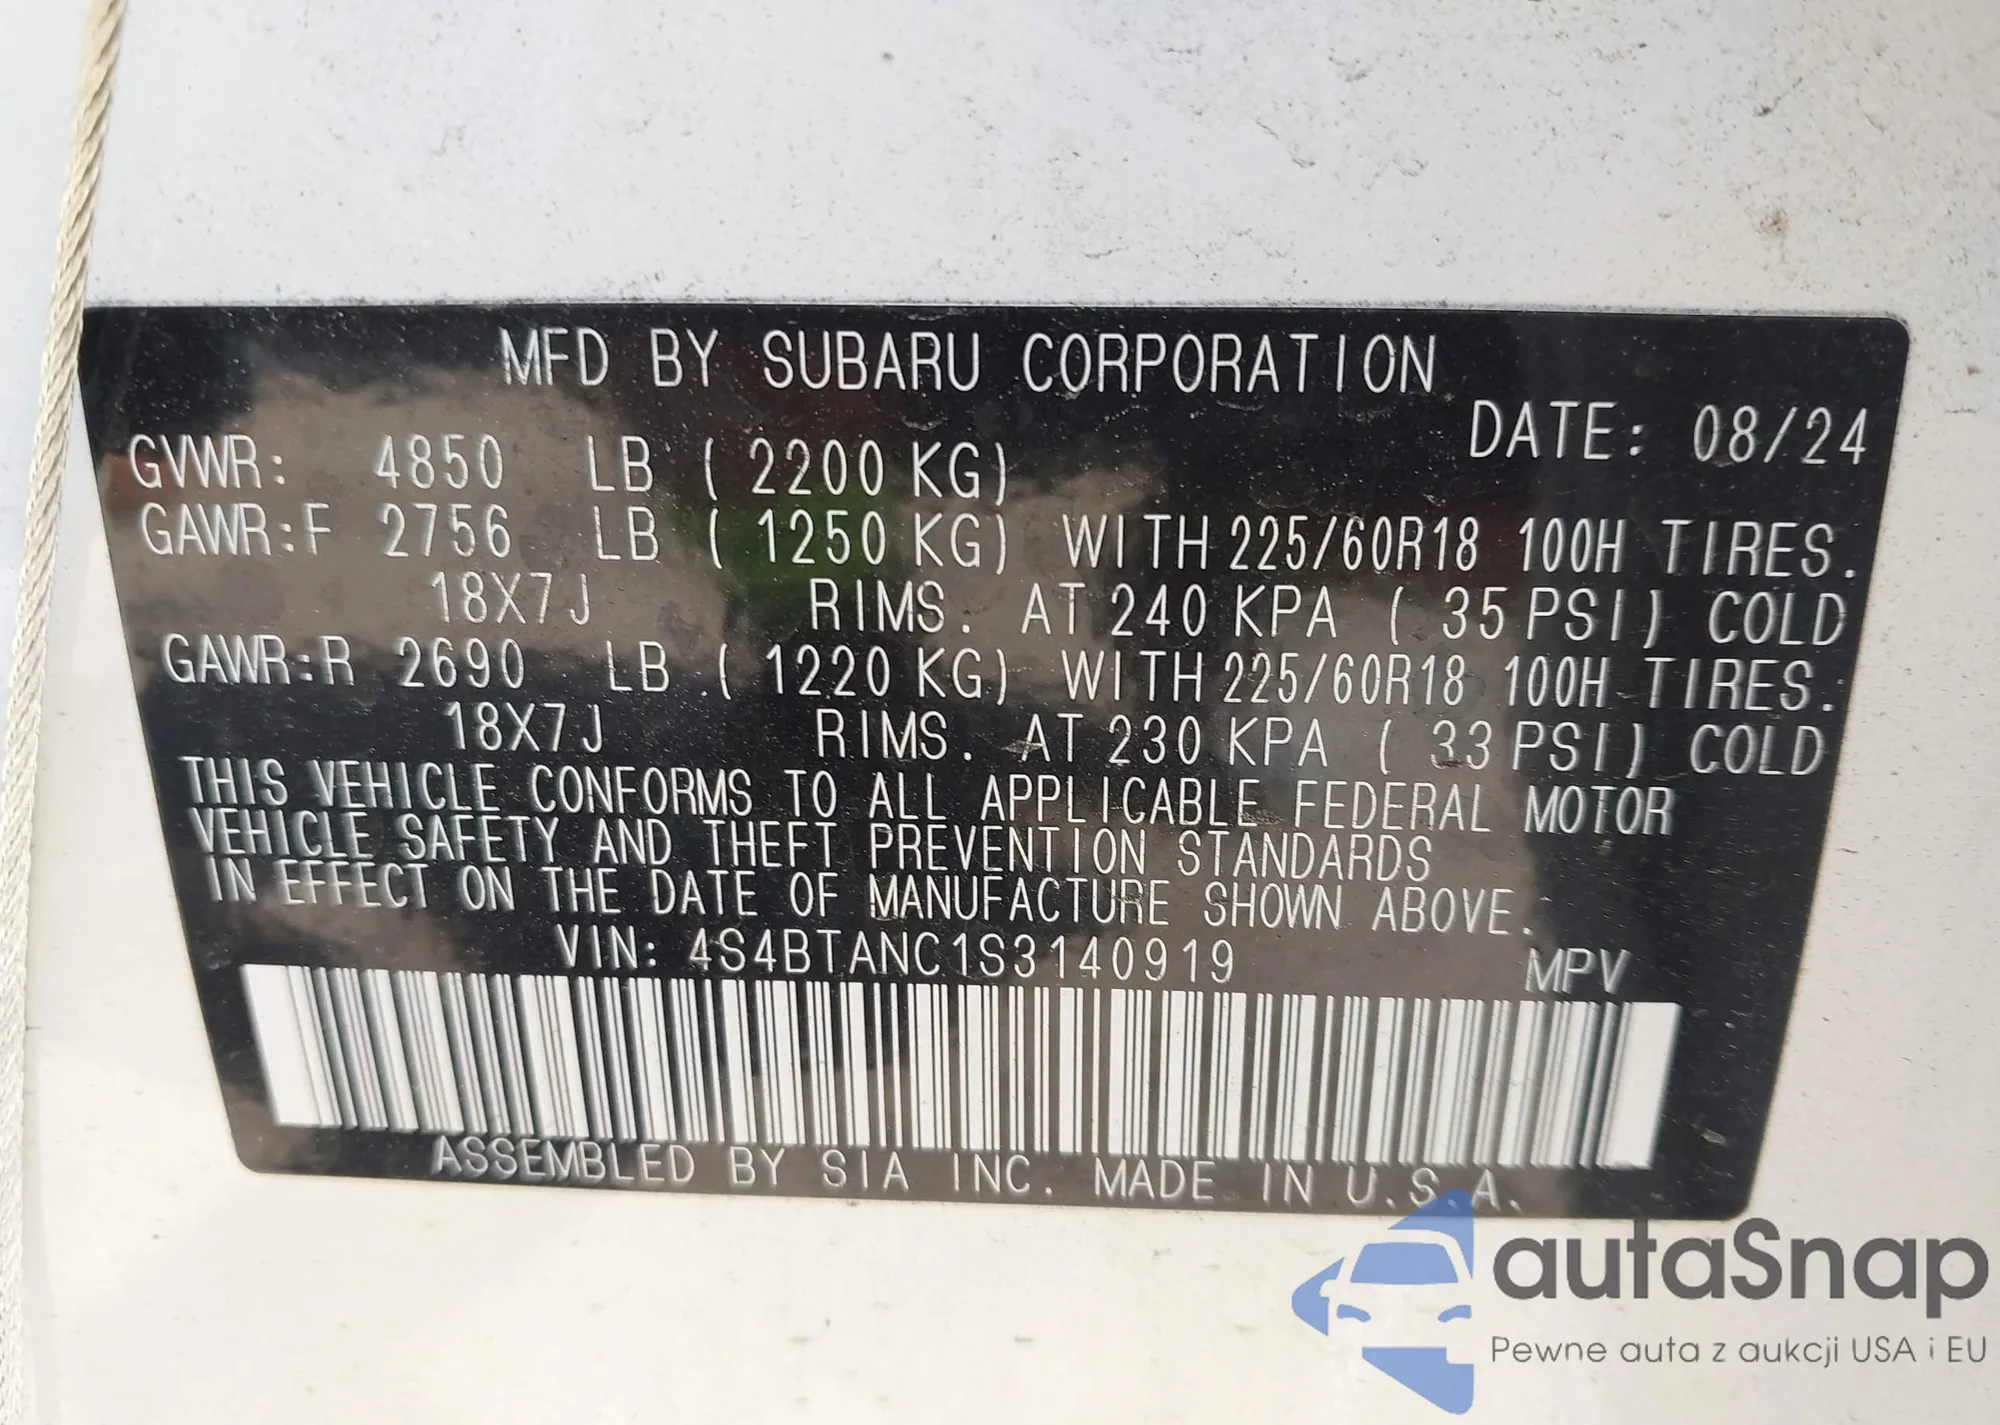 MFD BY SUBARU CORPORATION
DATE: 08/24
GVWR: 4850 LB ( 2200 KG)
GAWR:F 2756 LB ( 1250 KG) WITH 225/60R18 100H TIRES.
18X7J RIMS. AT 240 KPA ( 35 PSI) COLD
GAWR:R 2690 LB ( 1220 KG) WITH 225/60R18 100H TIRES.
18X7J RIMS. AT 230 KPA ( 33 PSI) COLD
THIS VEHICLE CONFORMS TO ALL APPLICABLE FEDERAL MOTOR
VEHICLE SAFETY AND THEFT PREVENTION STANDARDS
IN EFFECT ON THE DATE OF MANUFACTURE SHOWN ABOVE.
VIN: 4S4BTANC1S3140919 MPV
ASSEMBLED BY SIA INC. MADE IN U.S.A.
autaSnap
Pewne auta z aukcji USA i EU